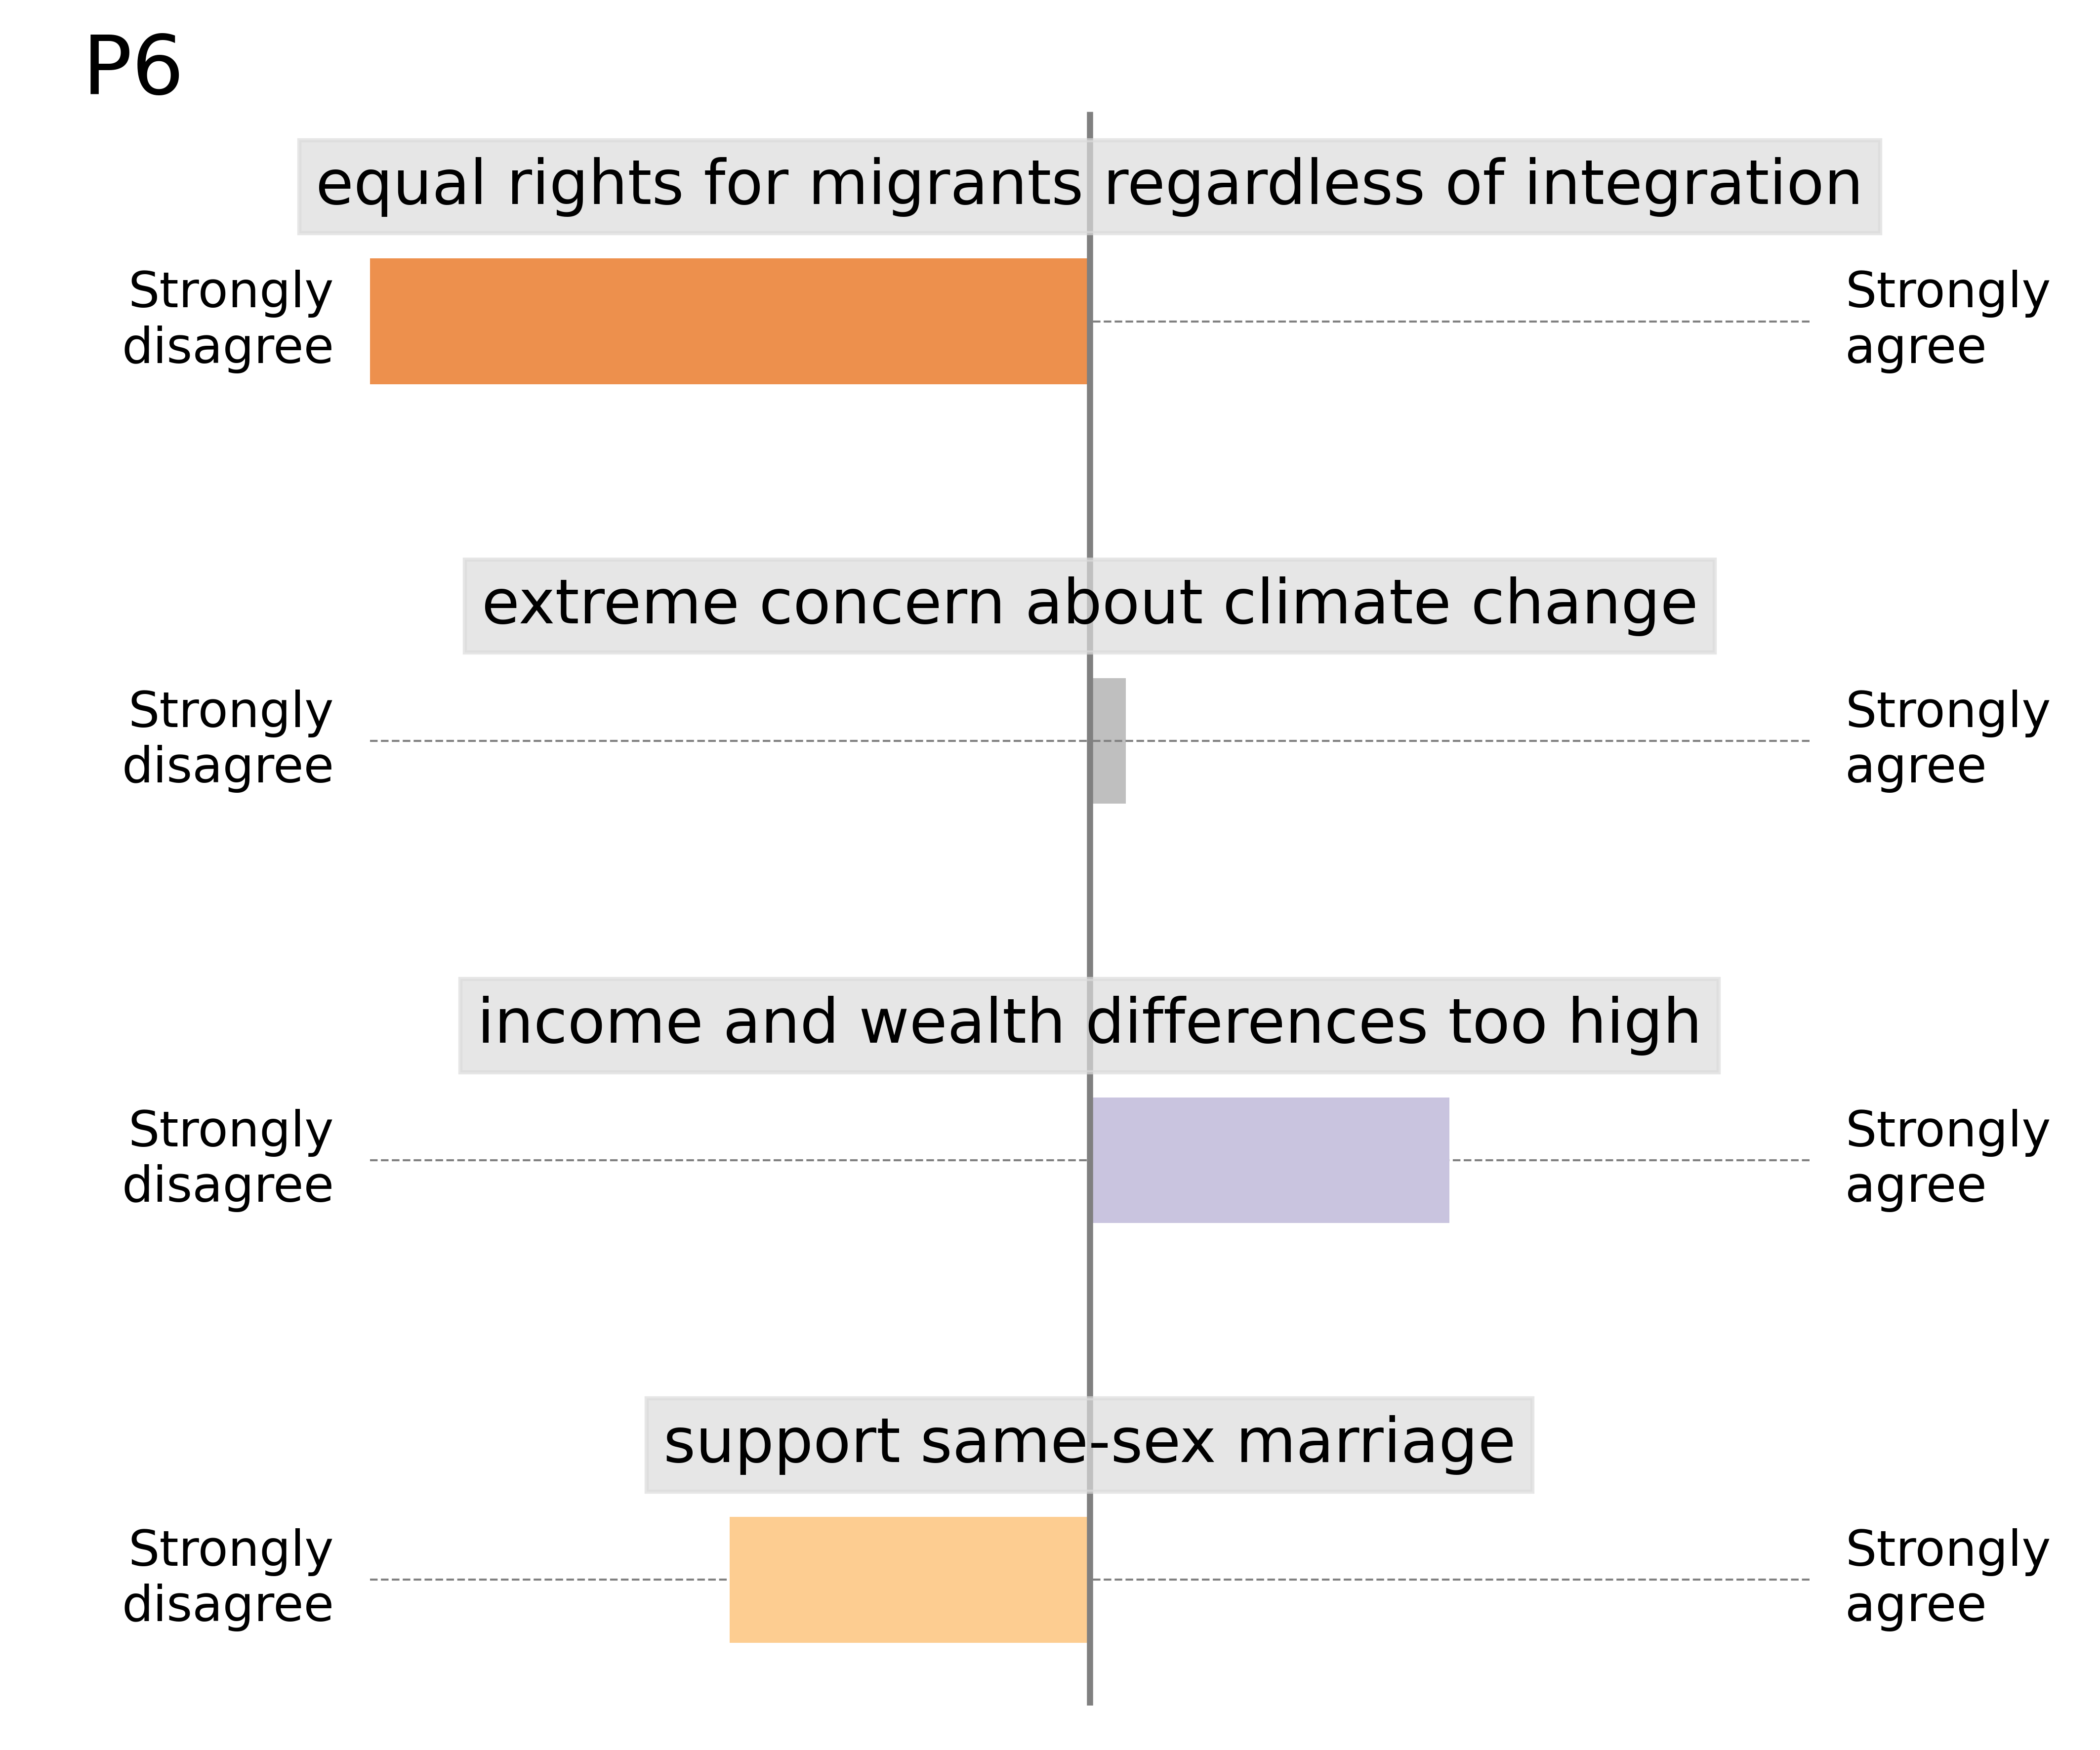 P6
equal rights for migrants regardless of integration
Strongly
disagree
Strongly
agree
extreme concern about climate change
Strongly
disagree
Strongly
agree
income and wealth differences too high
Strongly
disagree
Strongly
agree
support same-sex marriage
Strongly
disagree
Strongly
agree